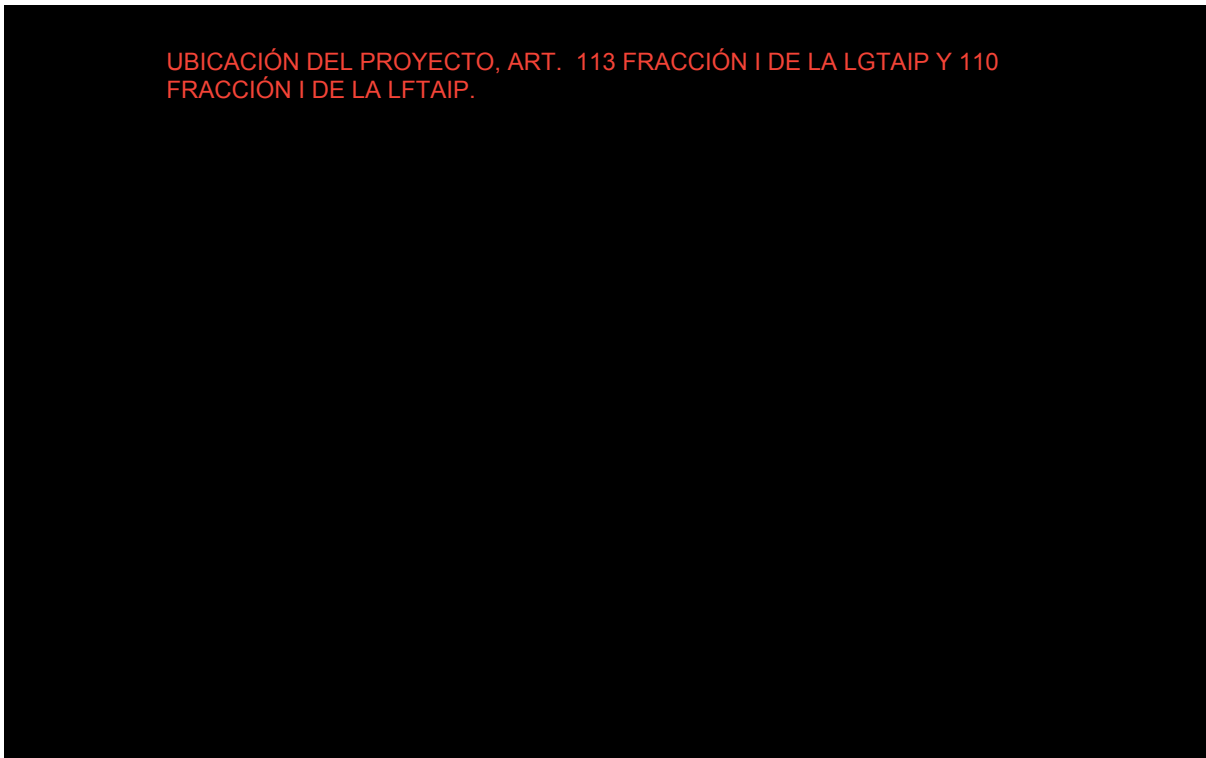 UBICACIÓN DEL PROYECTO, ART.  113 FRACCIÓN I DE LA LGTAIP Y 110
FRACCIÓN I DE LA LFTAIP.